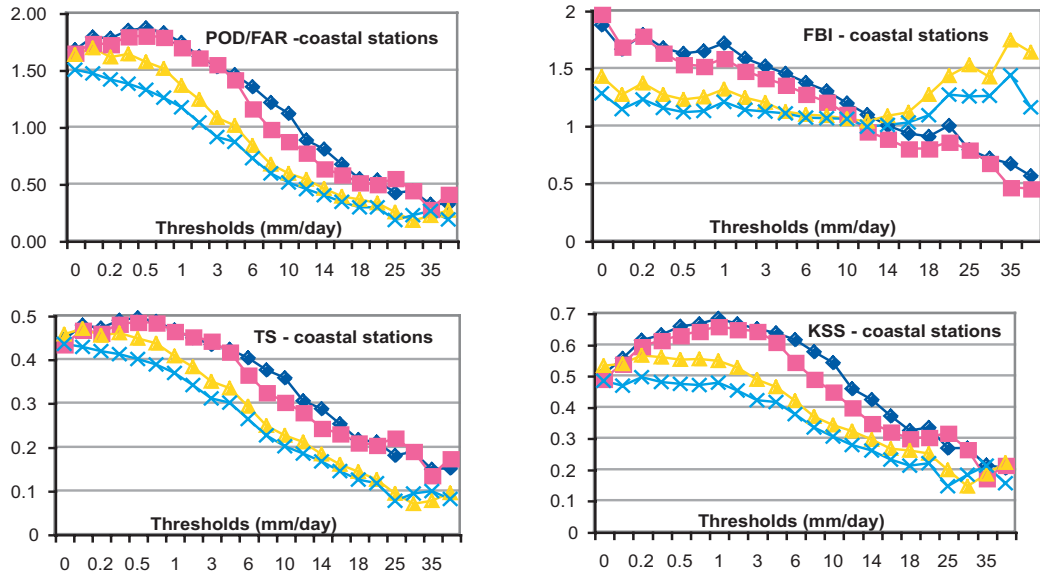 POD/FAR -coastal stations
2.00
1.50
1.00
0.50
0.00
Thresholds (mm/day)
0 0.2 0.5 1 3 6 10 14 18 25 35
FBI - coastal stations
2
1.5
1
0.5
0
Thresholds (mm/day)
0 0.2 0.5 1 3 6 10 14 18 25 35
TS - coastal stations
0.5
0.4
0.3
0.2
0.1
0
Thresholds (mm/day)
0 0.2 0.5 1 3 6 10 14 18 25 35
KSS - coastal stations
0.7
0.6
0.5
0.4
0.3
0.2
0.1
0
Thresholds (mm/day)
0 0.2 0.5 1 3 6 10 14 18 25 35